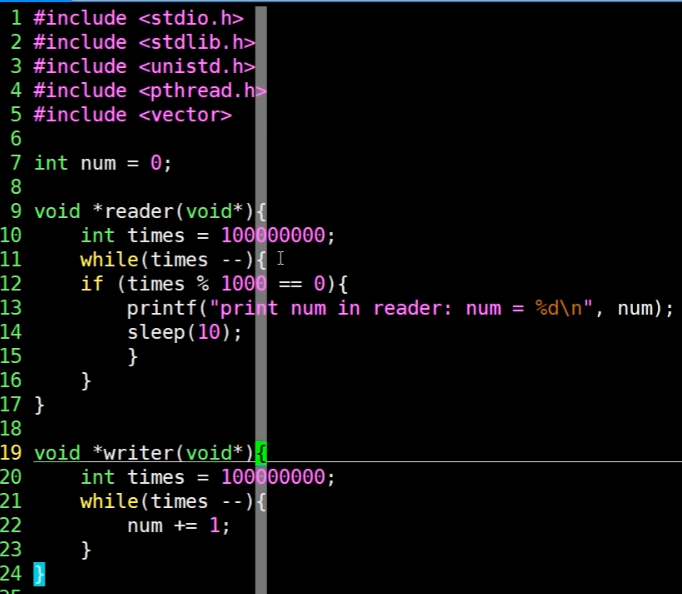 1 #include <stdio.h>
2 #include <stdlib.h>
3 #include <unistd.h>
4 #include <pthread.h>
5 #include <vector>
6
7 int num = 0;
8
9 void *reader(void*){
10     int times = 100000000;
11     while(times --){
12     if (times % 1000 == 0){
13         printf("print num in reader: num = %d\n", num);
14         sleep(10);
15         }
16     }
17 }
18
19 void *writer(void*){
20     int times = 100000000;
21     while(times --){
22         num += 1;
23     }
24 }